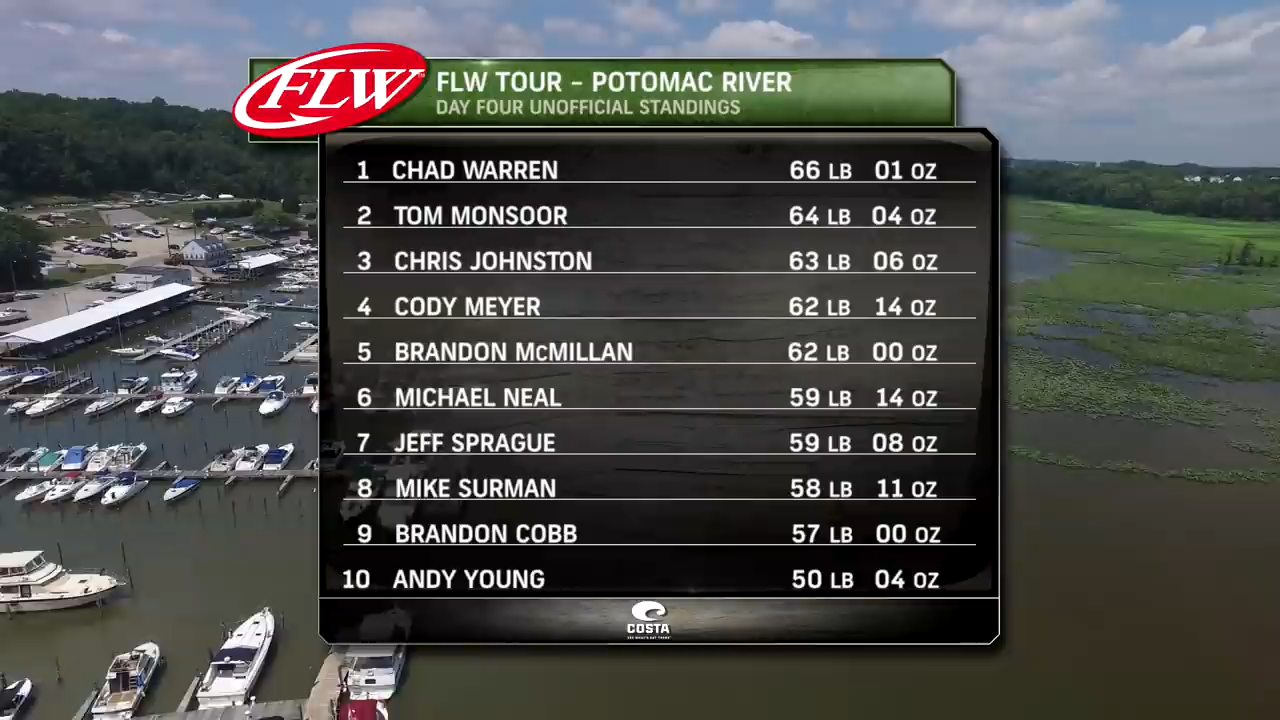 FLW
FLW TOUR – POTOMAC RIVER
DAY FOUR UNOFFICIAL STANDINGS
1 CHAD WARREN 66 LB 01 OZ
2 TOM MONSOOR 64 LB 04 OZ
3 CHRIS JOHNSTON 63 LB 06 OZ
4 CODY MEYER 62 LB 14 OZ
5 BRANDON McMILLAN 62 LB 00 OZ
6 MICHAEL NEAL 59 LB 14 OZ
7 JEFF SPRAGUE 59 LB 08 OZ
8 MIKE SURMAN 58 LB 11 OZ
9 BRANDON COBB 57 LB 00 OZ
10 ANDY YOUNG 50 LB 04 OZ
COSTA